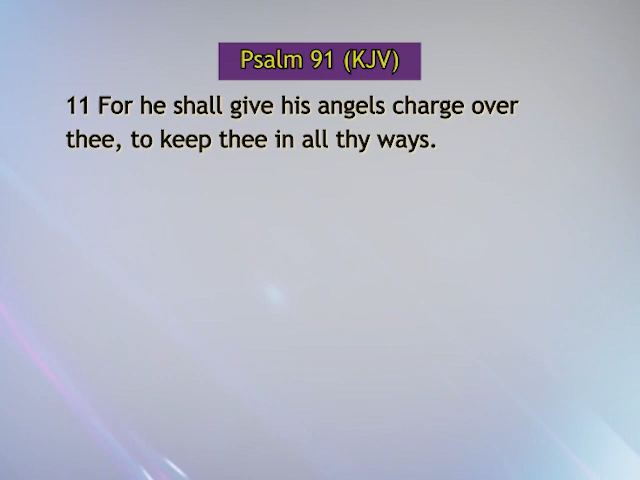 Psalm 91 (KJV)
11 For he shall give his angels charge over
thee, to keep thee in all thy ways.